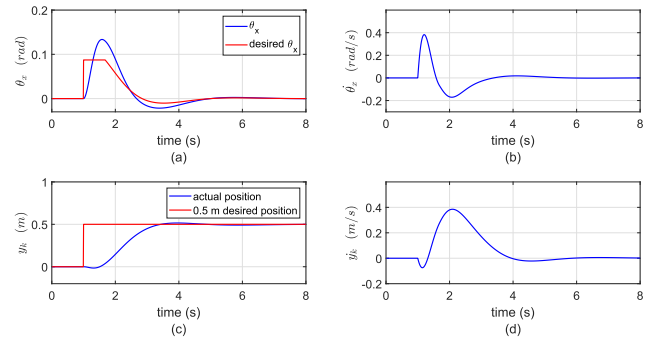 0.2
0.1
0
θₓ (rad)
θₓ
desired θₓ
0 2 4 6 8
time (s)
(a)
0.4
0.2
0
-0.2
θ̇ₓ (rad/s)
0 2 4 6 8
time (s)
(b)
1
0.5
0
yₖ (m)
actual position
0.5 m desired position
0 2 4 6 8
time (s)
(c)
0.4
0.2
0
-0.2
ẏₖ (m/s)
0 2 4 6 8
time (s)
(d)